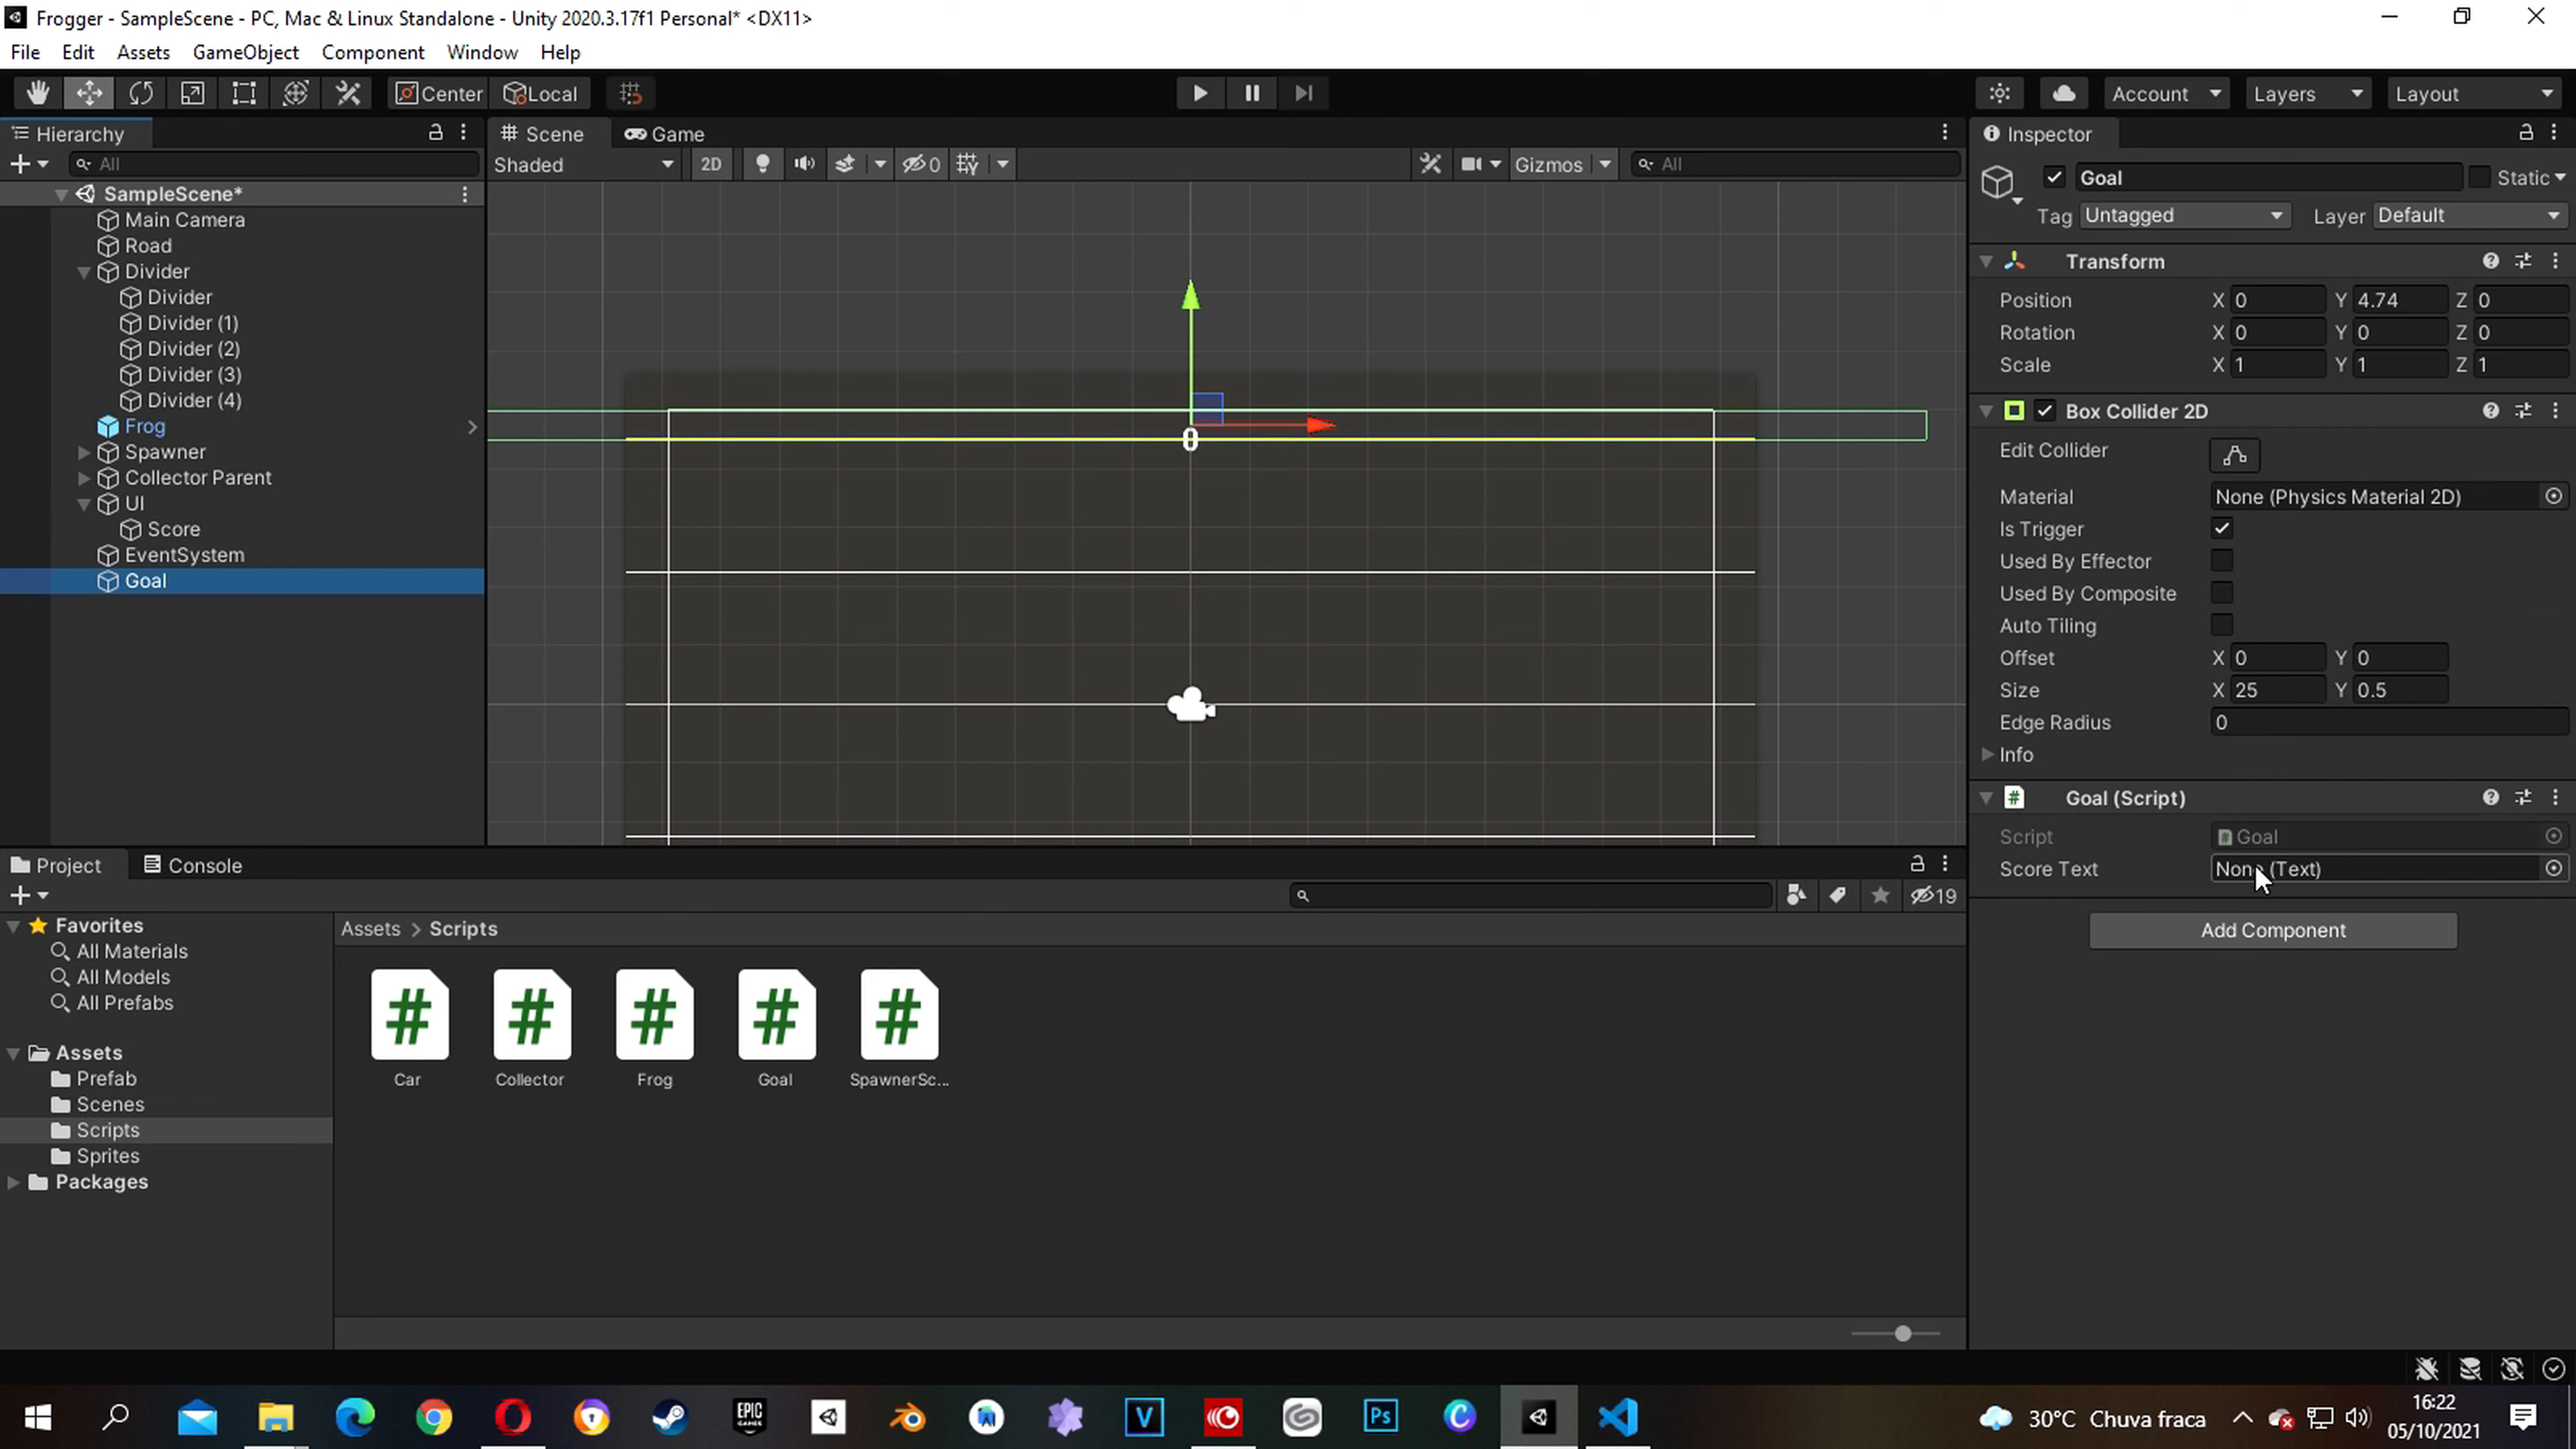 Frogger - SampleScene - PC, Mac & Linux Standalone - Unity 2020.3.17f1 Personal* <DX11>
File Edit Assets GameObject Component Window Help
Center Local Account Layers Layout
Hierarchy
All
SampleScene*
Main Camera
Road
Divider
Divider
Divider (1)
Divider (2)
Divider (3)
Divider (4)
Frog
Spawner
Collector Parent
UI
Score
EventSystem
Goal
Scene Game
Shaded 2D 0 Gizmos All
0
Inspector
Goal Static
Tag Untagged Layer Default
Transform
Position X 0 Y 4.74 Z 0
Rotation X 0 Y 0 Z 0
Scale X 1 Y 1 Z 1
Box Collider 2D
Edit Collider
Material None (Physics Material 2D)
Is Trigger
Used By Effector
Used By Composite
Auto Tiling
Offset X 0 Y 0
Size X 25 Y 0.5
Edge Radius 0
Info
Goal (Script)
Script Goal
Score Text None (Text)
Add Component
Project Console
19
Favorites
All Materials
All Models
All Prefabs
Assets
Prefab
Scenes
Scripts
Sprites
Packages
Assets > Scripts
Car Collector Frog Goal SpawnerSc...
EPIC GAMES
V
Ps
30°C Chuva fraca
16:22
05/10/2021